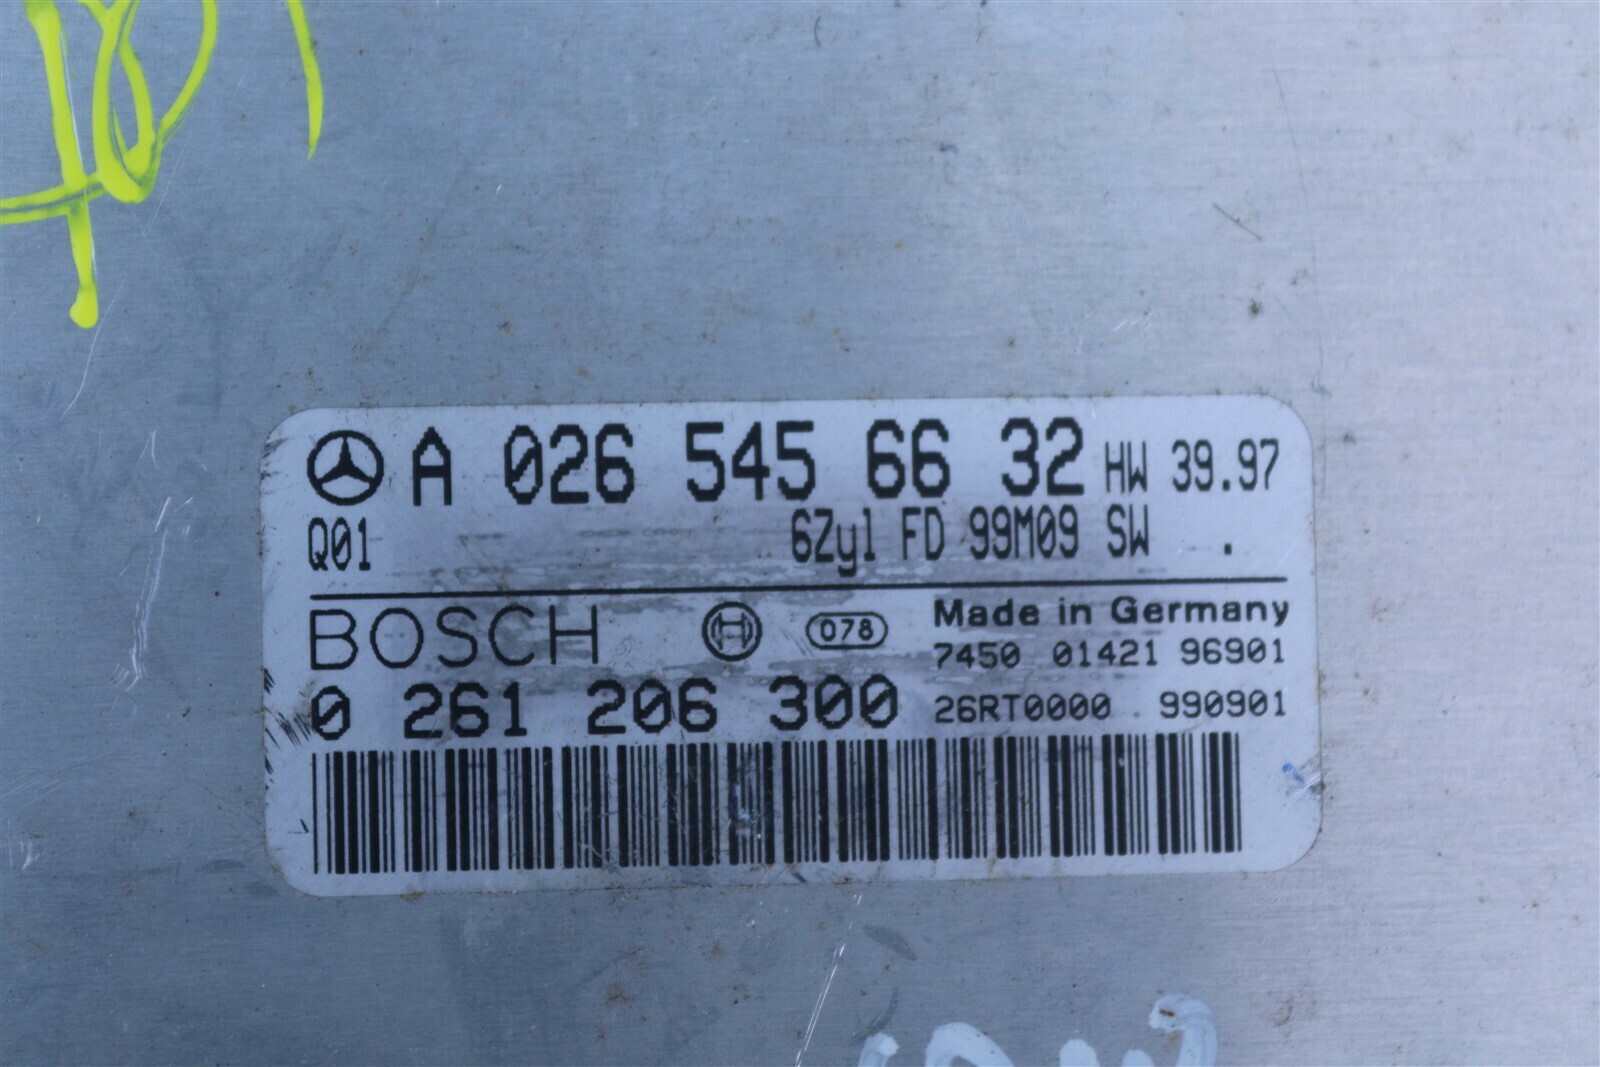 A 026 545 66 32 HW 39.97
Q01 6Zyl FD 99M09 SW .
BOSCH 078 Made in Germany
7450 01421 96901
0 261 206 300 26RT0000 990901